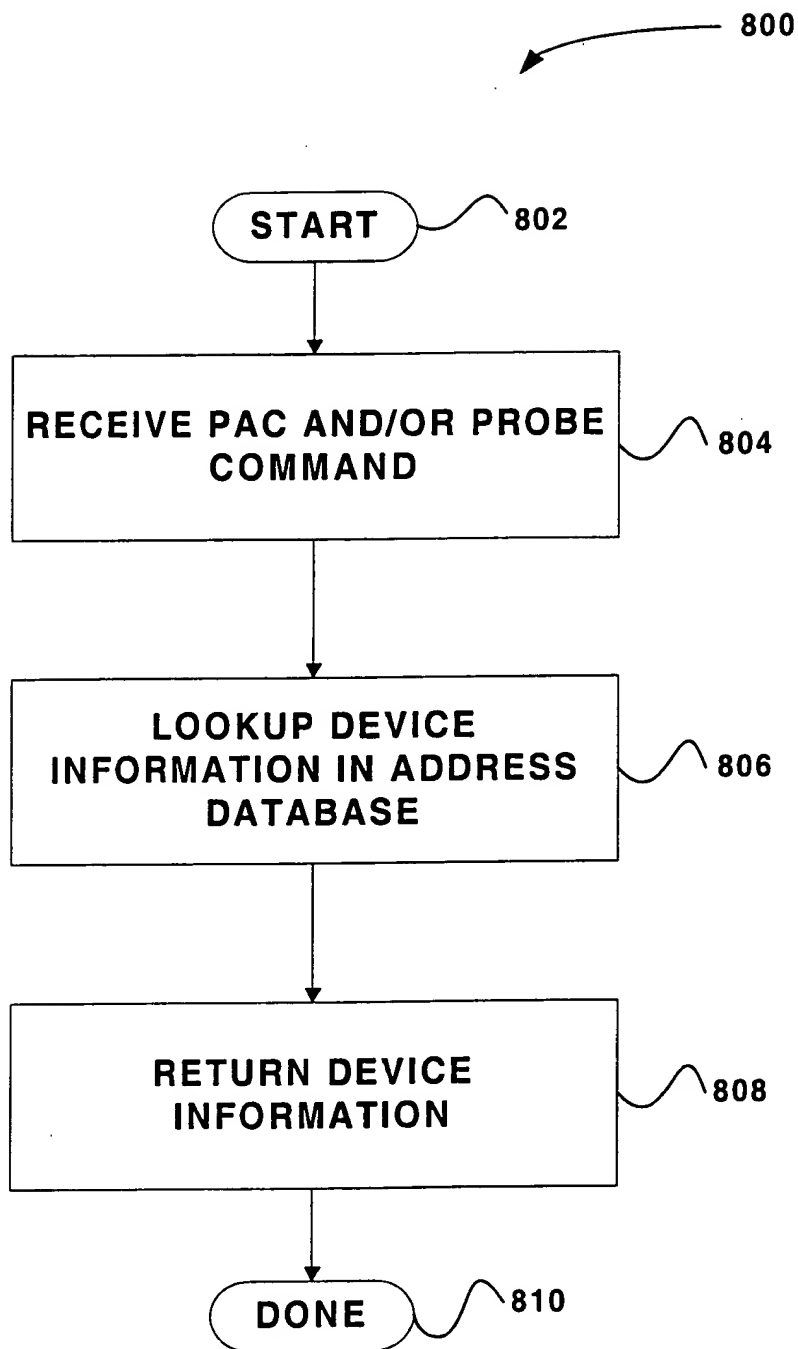 800
START
802
RECEIVE PAC AND/OR PROBE
COMMAND
804
LOOKUP DEVICE
INFORMATION IN ADDRESS
DATABASE
806
RETURN DEVICE
INFORMATION
808
DONE
810